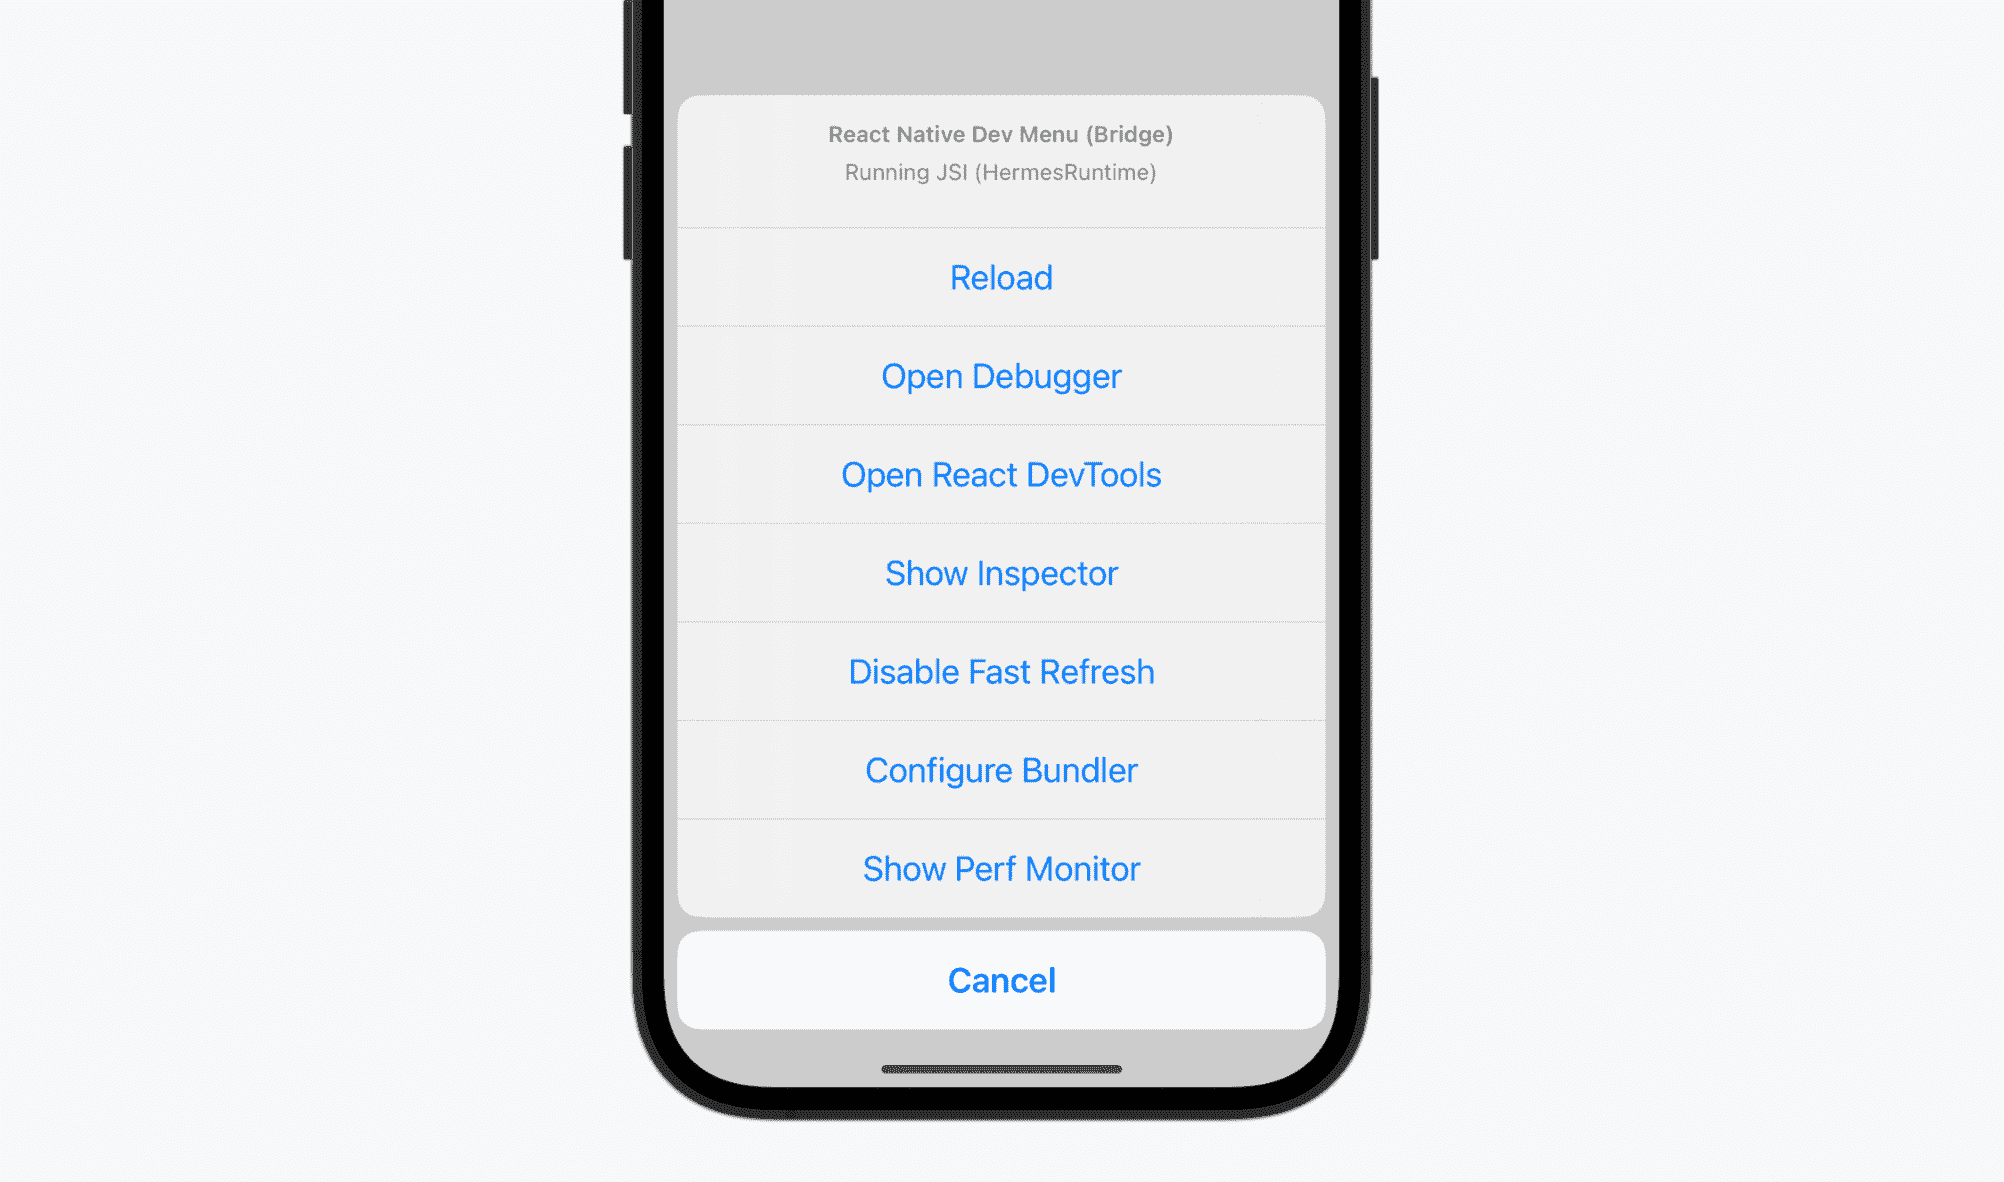 React Native Dev Menu (Bridge)
Running JSI (HermesRuntime)
Reload
Open Debugger
Open React DevTools
Show Inspector
Disable Fast Refresh
Configure Bundler
Show Perf Monitor
Cancel